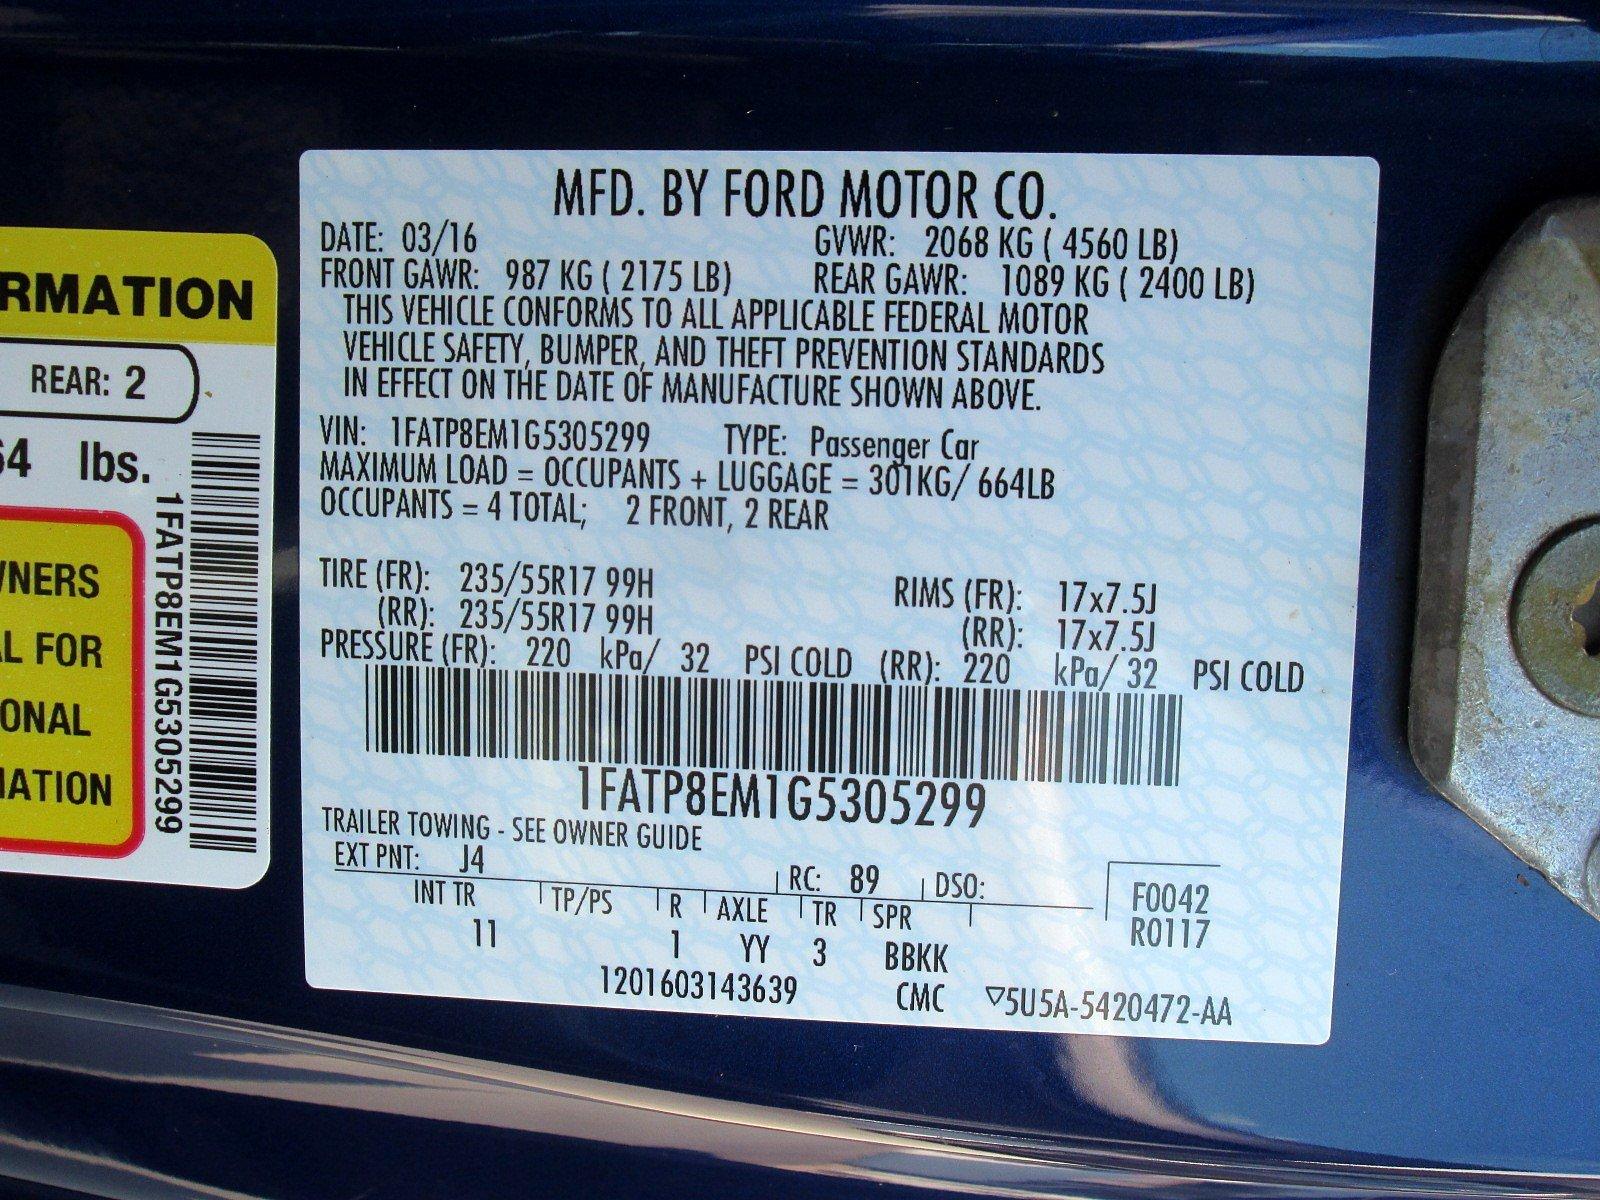 RMATION
REAR: 2
64 lbs.
1FATP8EM1G5305299
WNERS
AL FOR
ONAL
MATION
MFD. BY FORD MOTOR CO.
DATE: 03/16 GVWR: 2068 KG ( 4560 LB)
FRONT GAWR: 987 KG ( 2175 LB) REAR GAWR: 1089 KG ( 2400 LB)
THIS VEHICLE CONFORMS TO ALL APPLICABLE FEDERAL MOTOR
VEHICLE SAFETY, BUMPER, AND THEFT PREVENTION STANDARDS
IN EFFECT ON THE DATE OF MANUFACTURE SHOWN ABOVE.
VIN: 1FATP8EM1G5305299 TYPE: Passenger Car
MAXIMUM LOAD = OCCUPANTS + LUGGAGE = 301KG/ 664LB
OCCUPANTS = 4 TOTAL; 2 FRONT, 2 REAR
TIRE (FR): 235/55R17 99H RIMS (FR): 17x7.5J
(RR): 235/55R17 99H (RR): 17x7.5J
PRESSURE (FR): 220 kPa/ 32 PSI COLD (RR): 220 kPa/ 32 PSI COLD
1FATP8EM1G5305299
TRAILER TOWING - SEE OWNER GUIDE
EXT PNT: J4 RC: 89 DSO:
INT TR TP/PS R AXLE TR SPR F0042
11 1 YY 3 BBKK R0117
1201603143639 CMC ▽5U5A-5420472-AA